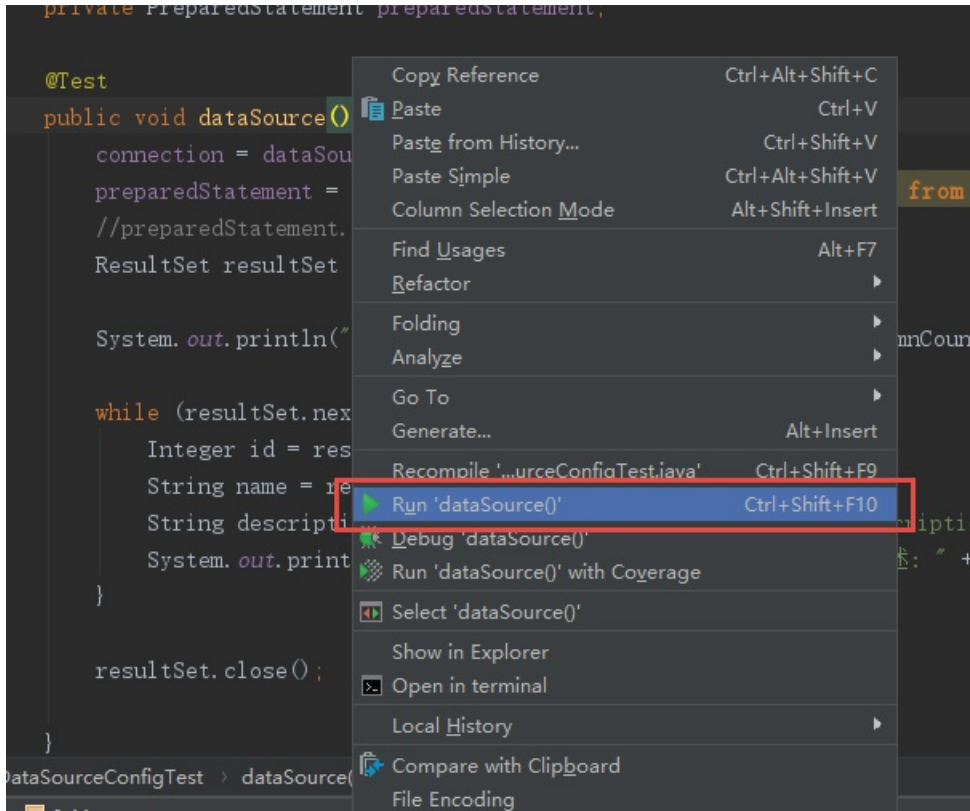 private PreparedStatement preparedStatement;
@Test
public void dataSource()
connection = dataSou
preparedStatement =
from
//preparedStatement.
ResultSet resultSet
System.out.println("
mnCoun
while (resultSet.nex
Integer id = res
String name = re
String descripti
cripti
System.out.print
述: " +
}
resultSet.close();
}
DataSourceConfigTest › dataSource(
Copy Reference Ctrl+Alt+Shift+C
Paste Ctrl+V
Paste from History... Ctrl+Shift+V
Paste Simple Ctrl+Alt+Shift+V
Column Selection Mode Alt+Shift+Insert
Find Usages Alt+F7
Refactor
Folding
Analyze
Go To
Generate... Alt+Insert
Recompile '...urceConfigTest.java' Ctrl+Shift+F9
Run 'dataSource()' Ctrl+Shift+F10
Debug 'dataSource()'
Run 'dataSource()' with Coverage
Select 'dataSource()'
Show in Explorer
Open in terminal
Local History
Compare with Clipboard
File Encoding